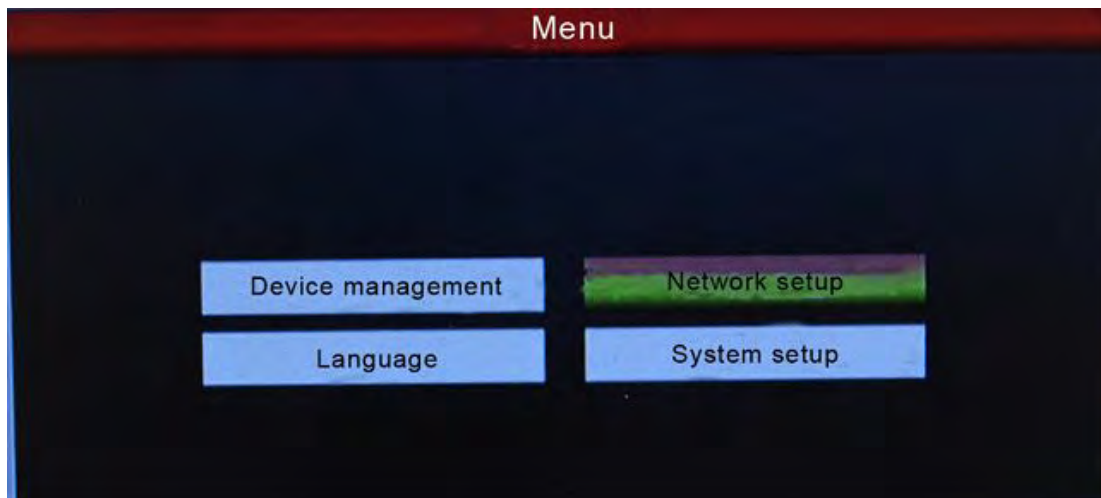 Menu
Device management
Network setup
Language
System setup